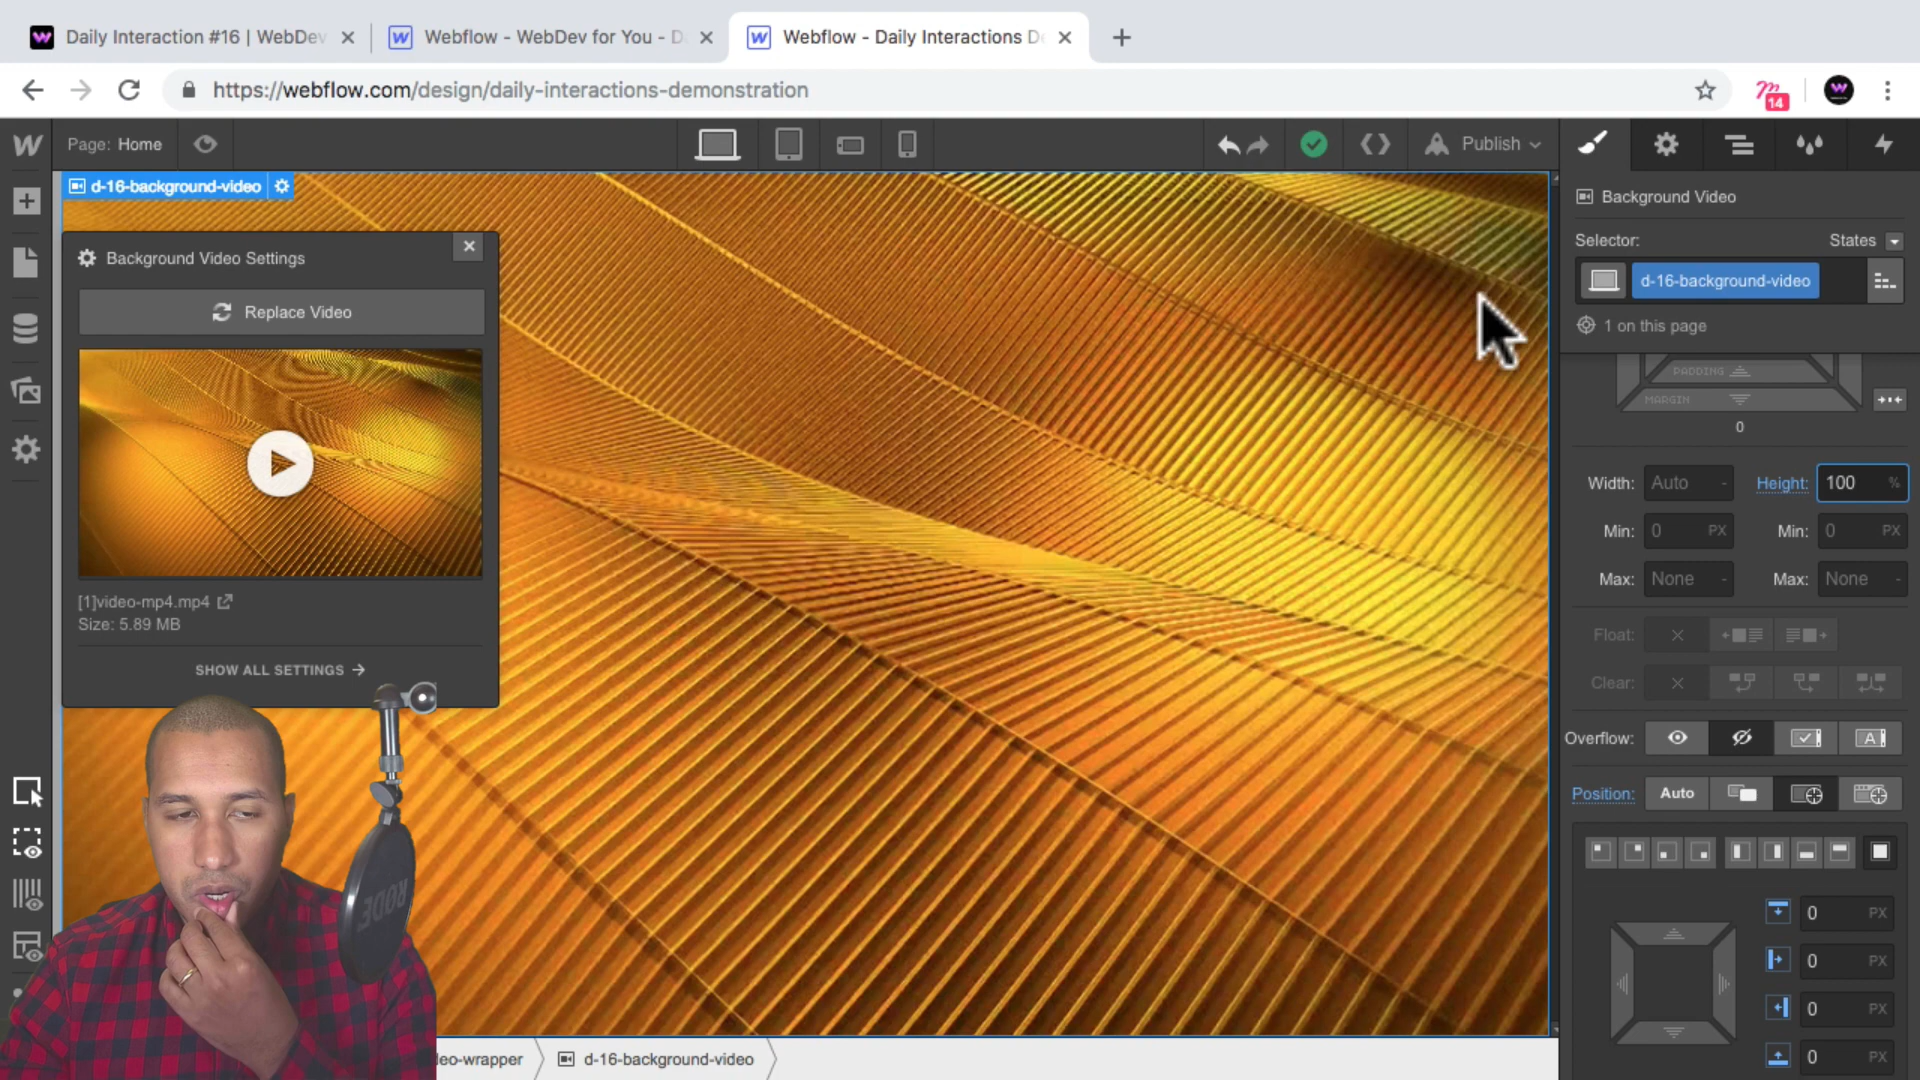 Daily Interaction #16 | WebDev
Webflow - WebDev for You - D
Webflow - Daily Interactions De
https://webflow.com/design/daily-interactions-demonstration
14
Page: Home
Publish
d-16-background-video
Background Video Settings
Replace Video
[1]video-mp4.mp4
Size: 5.89 MB
SHOW ALL SETTINGS
Background Video
Selector:
States
d-16-background-video
1 on this page
PADDING
MARGIN
0
Width: Auto -
Height: 100 %
Min: 0 PX
Min: 0 PX
Max: None -
Max: None -
Float:
Clear:
Overflow:
Position: Auto
0 PX
0 PX
0 PX
0 PX
RODE
leo-wrapper
d-16-background-video